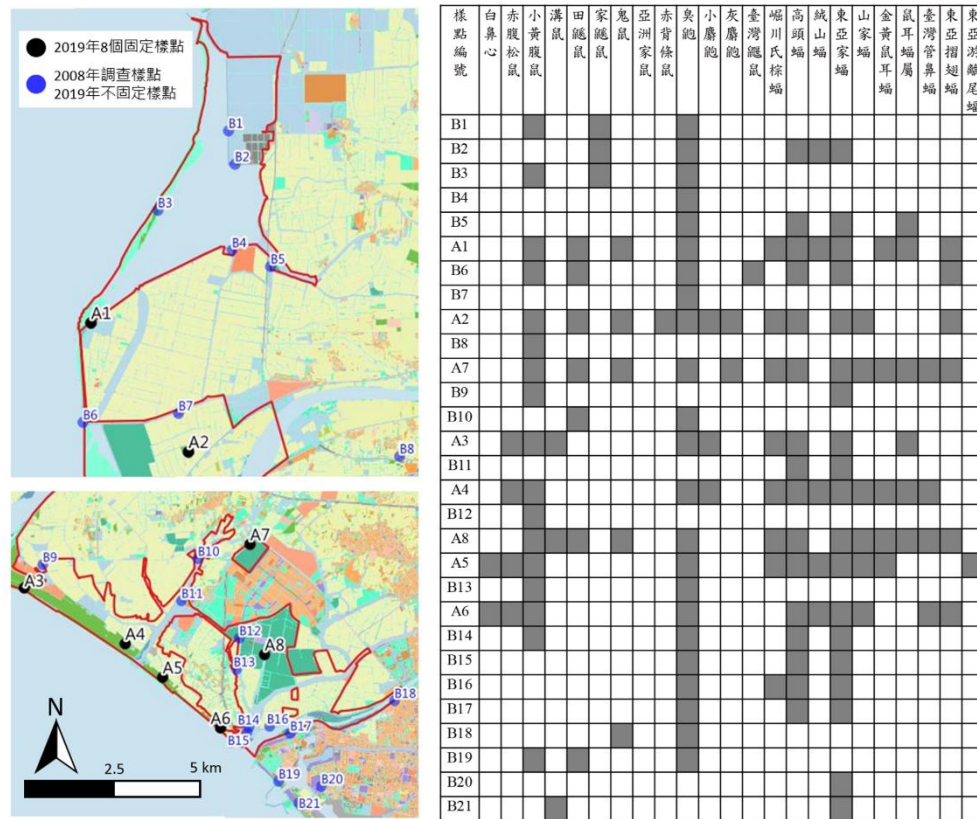 2019年8個固定樣點
2008年調查樣點
2019年不固定樣點
B1
B2
B3
B4
B5
A1
B6
B7
A2
B8
B9
A3
B10
A7
B11
A4
B12
A8
B13
A5
B18
A6
B14
B16
B15
B17
B19
B20
B21
N
2.5
5 km
樣點編號
白鼻心
赤腹松鼠
小黃腹鼠
溝鼠
田鼷鼠
家鼷鼠
鬼鼠
亞洲家鼠
赤背條鼠
臭鼩
小麝鼩
灰麝鼩
臺灣鼴鼠
崛川氏棕蝠
高頭蝠
絨山蝠
東亞家蝠
山家蝠
金黃鼠耳蝠
鼠耳蝠屬
臺灣管鼻蝠
東亞摺翅蝠
東亞游離尾蝠
B1
B2
B3
B4
B5
A1
B6
B7
A2
B8
A7
B9
B10
A3
B11
A4
B12
A8
A5
B13
A6
B14
B15
B16
B17
B18
B19
B20
B21